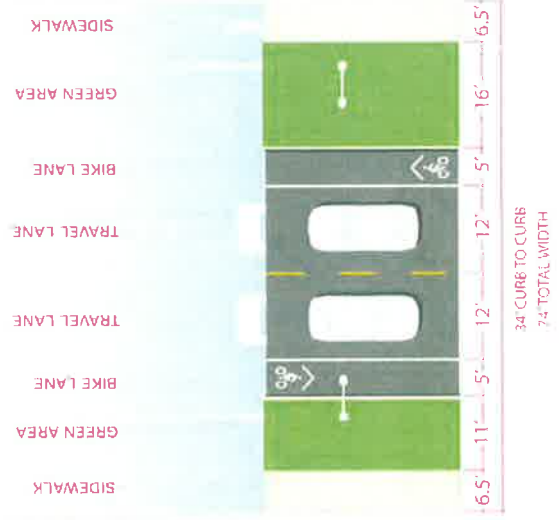 SIDEWALK
GREEN AREA
BIKE LANE
TRAVEL LANE
TRAVEL LANE
BIKE LANE
GREEN AREA
SIDEWALK
6.5' 11' 5' 12' 12' 5' 16' 6.5'
34' CURB TO CURB
74' TOTAL WIDTH